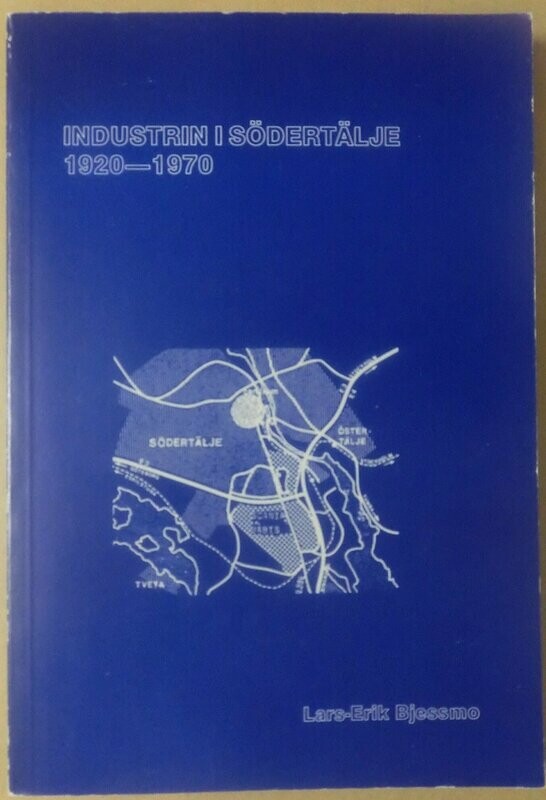 INDUSTRIN I SÖDERTÄLJE
1920—1970
SÖDERTÄLJE
ÖSTER-
TÄLJE
TVETA
Lars-Erik Bjessmo